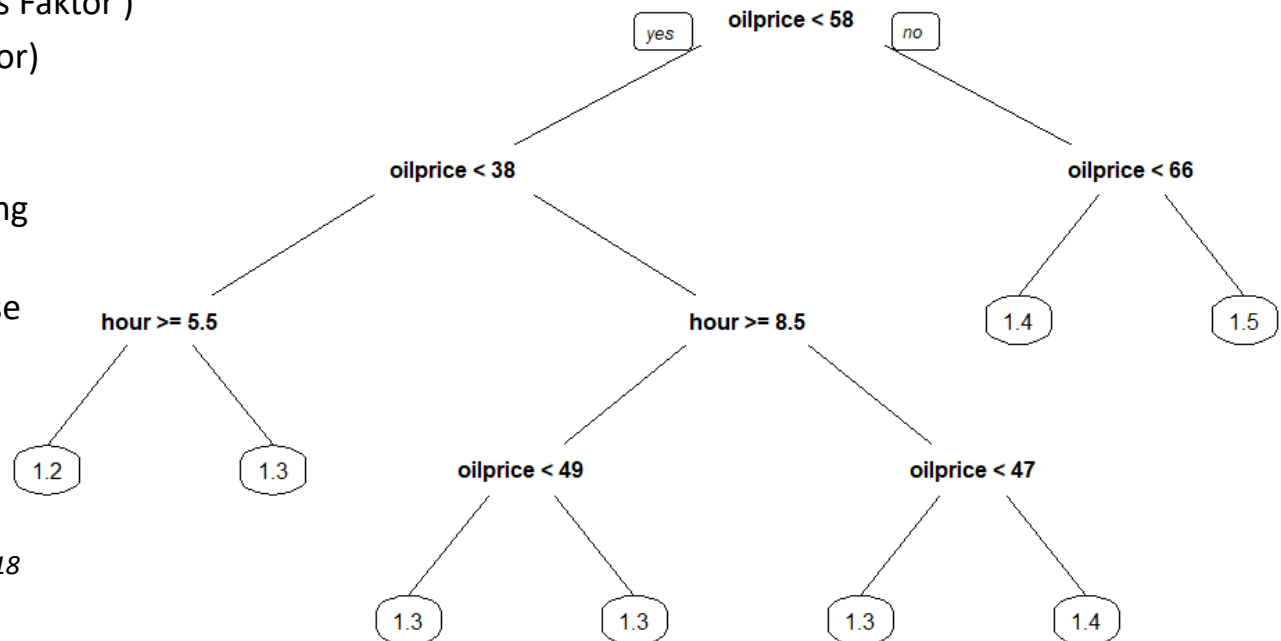 s Faktor )
or)
ng
se
18
oilprice < 58
yes
no
oilprice < 38
oilprice < 66
hour >= 5.5
hour >= 8.5
1.4
1.5
oilprice < 49
oilprice < 47
1.2
1.3
1.3
1.3
1.3
1.4